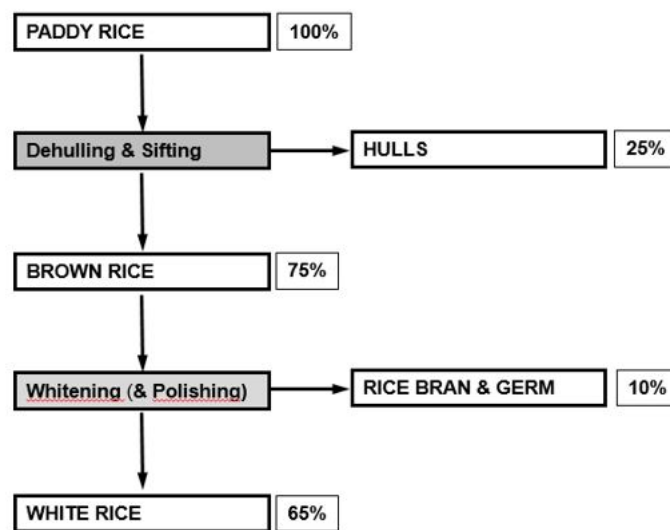 PADDY RICE 100%
Dehulling & Sifting
HULLS 25%
BROWN RICE 75%
Whitening (& Polishing)
RICE BRAN & GERM 10%
WHITE RICE 65%